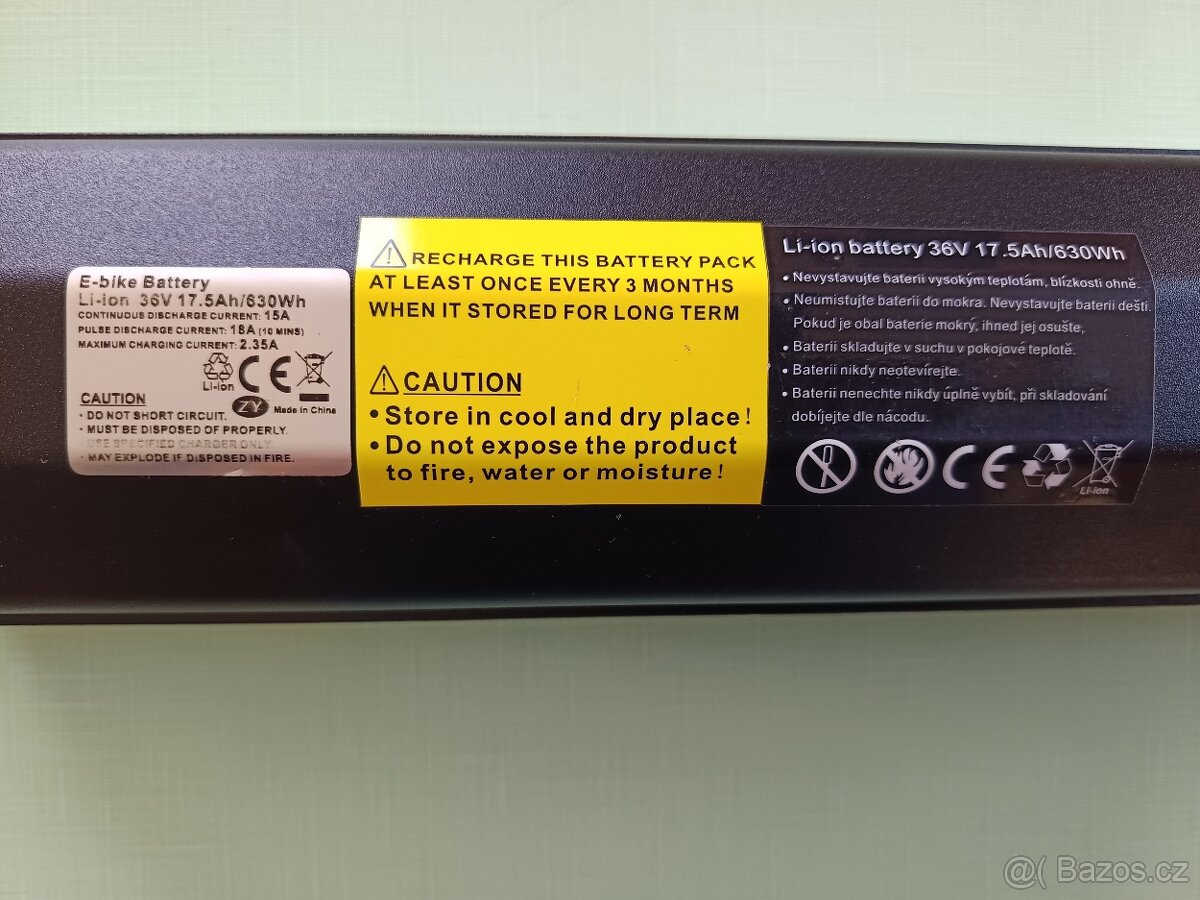 E-bike Battery
Li-ion 36V 17.5Ah/630Wh
CONTINUOUS DISCHARGE CURRENT: 15A
PULSE DISCHARGE CURRENT: 18A (10 MINS)
MAXIMUM CHARGING CURRENT: 2.35A
Li-ion CE
ZY Made in China
CAUTION
· DO NOT SHORT CIRCUIT.
· MUST BE DISPOSED OF PROPERLY.
· USE SPECIFIED CHARGER ONLY.
· MAY EXPLODE IF DISPOSED IN FIRE.
RECHARGE THIS BATTERY PACK
AT LEAST ONCE EVERY 3 MONTHS
WHEN IT STORED FOR LONG TERM
CAUTION
• Store in cool and dry place!
• Do not expose the product
to fire, water or moisture!
Li-ion battery 36V 17.5Ah/630Wh
• Nevystavujte baterii vysokým teplotám, blízkosti ohně.
• Neumisťujte baterii do mokra. Nevystavujte baterii dešti.
Pokud je obal baterie mokrý, ihned jej osušte,
• Baterii skladujte v suchu v pokojové teplotě.
• Baterii nikdy neotevírejte.
• Baterii nenechte nikdy úplně vybít, při skladování
dobíjejte dle nácodu.
CE
Li-ion
@( Bazos.cz